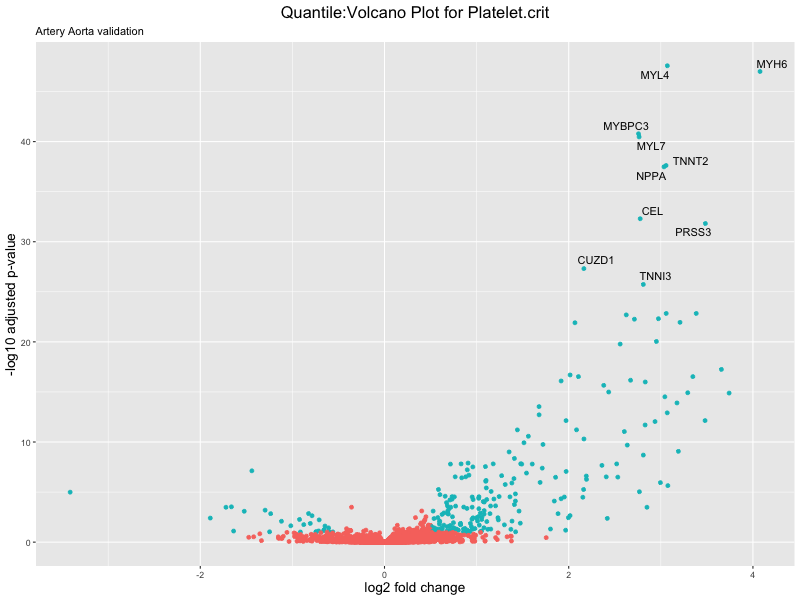 Quantile:Volcano Plot for Platelet.crit
Artery Aorta validation
MYH6
MYL4
MYBPC3
MYL7
TNNT2
NPPA
CEL
PRSS3
CUZD1
TNNI3
40
30
20
10
0
-log10 adjusted p-value
-2
0
2
4
log2 fold change